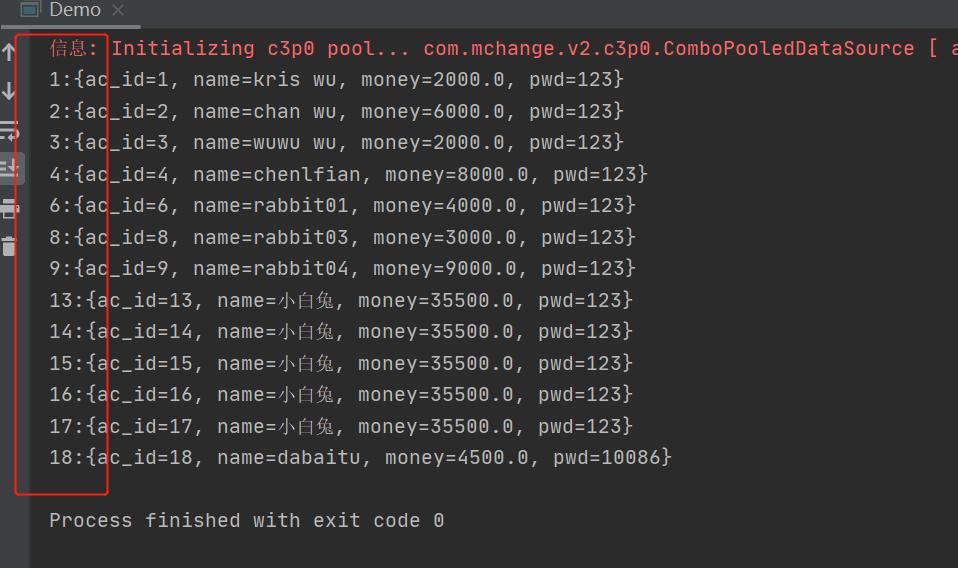 Demo
信息: Initializing c3p0 pool... com.mchange.v2.c3p0.ComboPooledDataSource [ a
1:{ac_id=1, name=kris wu, money=2000.0, pwd=123}
2:{ac_id=2, name=chan wu, money=6000.0, pwd=123}
3:{ac_id=3, name=wuwu wu, money=2000.0, pwd=123}
4:{ac_id=4, name=chenlfian, money=8000.0, pwd=123}
6:{ac_id=6, name=rabbit01, money=4000.0, pwd=123}
8:{ac_id=8, name=rabbit03, money=3000.0, pwd=123}
9:{ac_id=9, name=rabbit04, money=9000.0, pwd=123}
13:{ac_id=13, name=小白兔, money=35500.0, pwd=123}
14:{ac_id=14, name=小白兔, money=35500.0, pwd=123}
15:{ac_id=15, name=小白兔, money=35500.0, pwd=123}
16:{ac_id=16, name=小白兔, money=35500.0, pwd=123}
17:{ac_id=17, name=小白兔, money=35500.0, pwd=123}
18:{ac_id=18, name=dabaitu, money=4500.0, pwd=10086}
Process finished with exit code 0